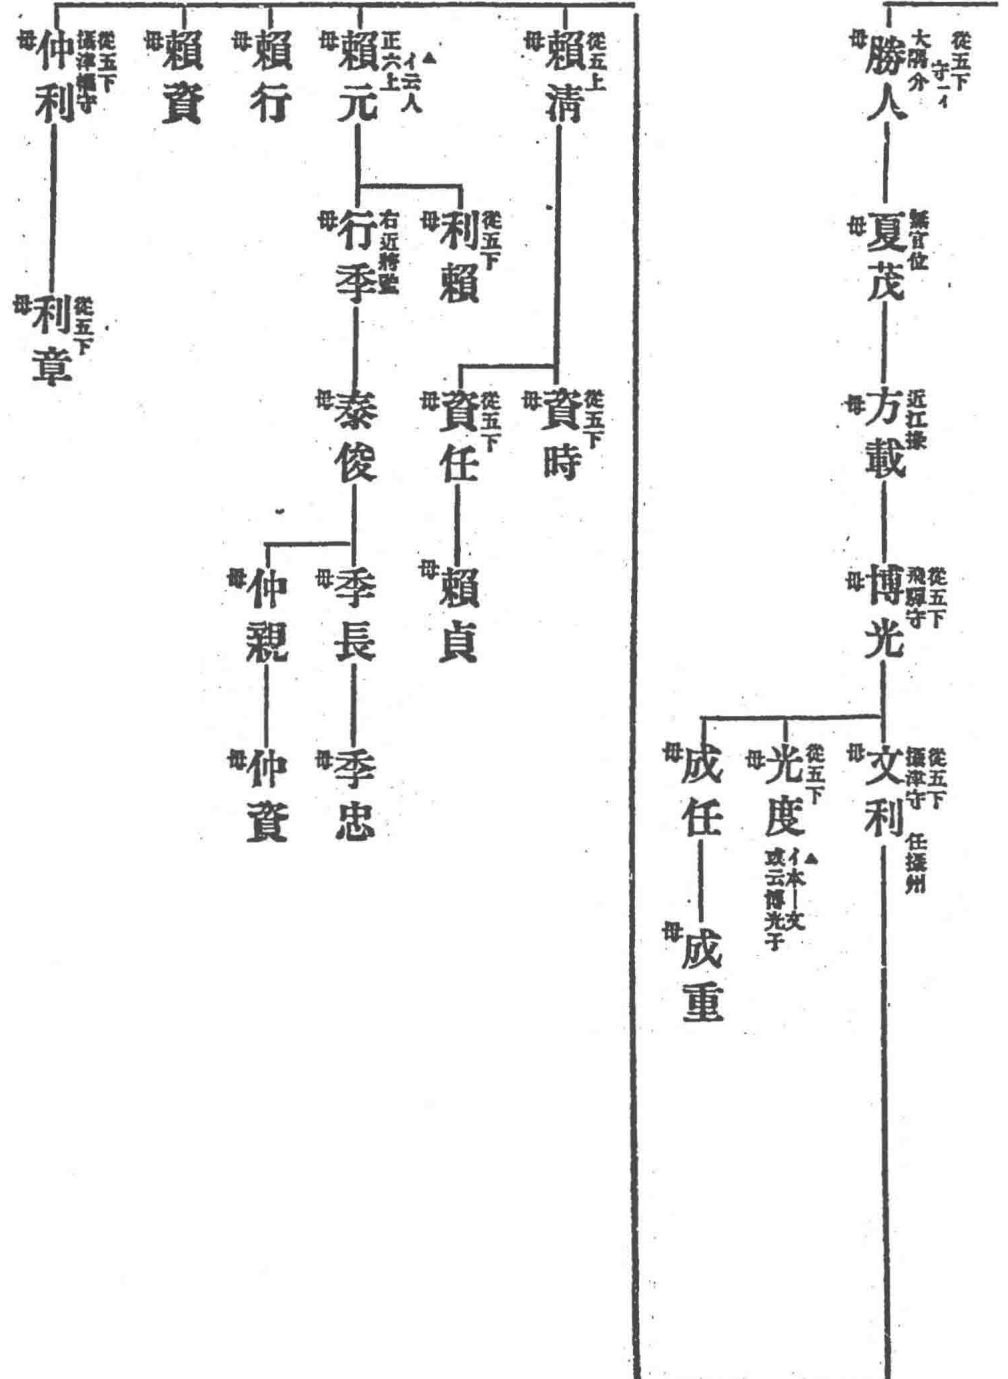 從五下
守一イ
大隅介
勝人
母
無官位
夏茂
母
近江掾
方載
母
從五下
飛驒守
博光
母
從五下
攝津守 任攝州
文利
母
從五下
光度
母
▲
イ本―文
或云博光子
成任
母
成重
母
從五上
賴淸
母
從五下
資時
母
從五下
資任
母
賴貞
母
▲
イ云人
正六上
賴元
母
從五下
利賴
母
右近將監
行季
母
泰俊
母
季長
母
季忠
母
仲親
母
仲資
母
賴行
母
賴資
母
從五下
攝津權守
仲利
母
從五下
利章
母